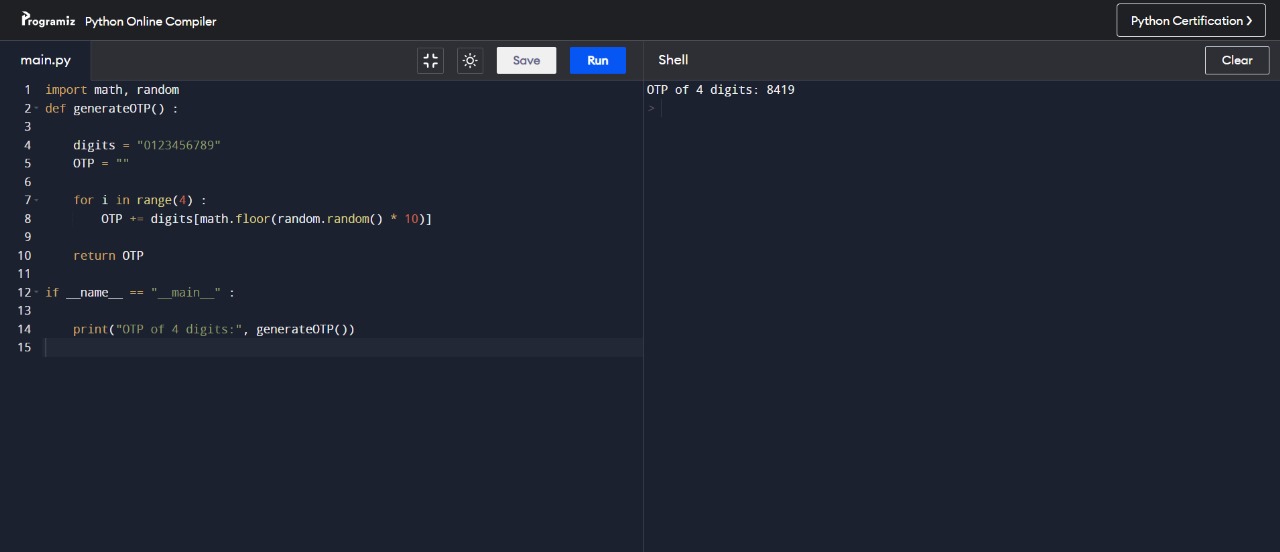 Programiz Python Online Compiler
Python Certification >
main.py
Save
Run
Shell
Clear
1 import math, random
2 def generateOTP() :
3
4     digits = "0123456789"
5     OTP = ""
6
7     for i in range(4) :
8         OTP += digits[math.floor(random.random() * 10)]
9
10     return OTP
11
12 if __name__ == "__main__" :
13
14     print("OTP of 4 digits:", generateOTP())
15
OTP of 4 digits: 8419
>